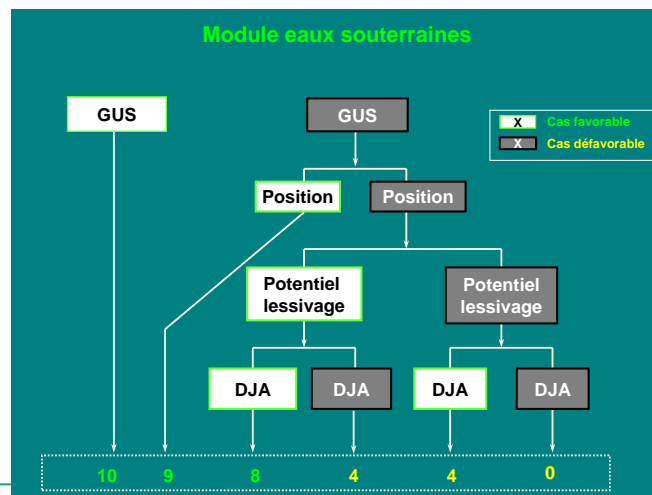 Module eaux souterraines
GUS
GUS
X Cas favorable
X Cas défavorable
Position
Position
Potentiel
lessivage
Potentiel
lessivage
DJA
DJA
DJA
DJA
10 9 8 4 4 0